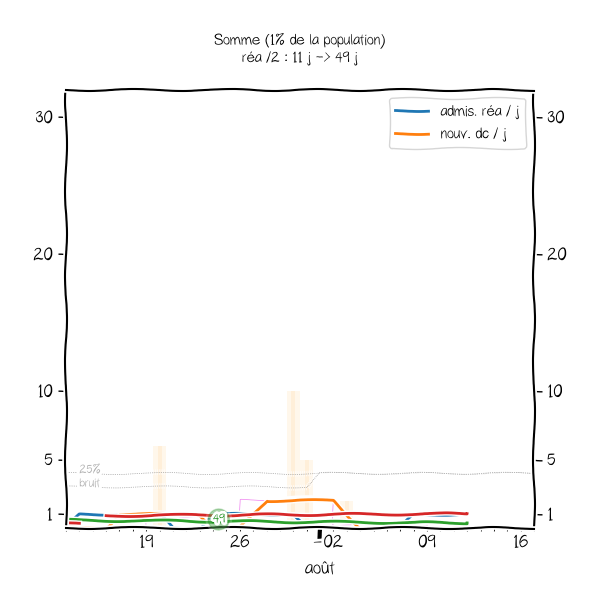 Somme (1% de la population)
réa /2 : 11 j -> 49 j
admis. réa / j
nouv. dc / j
30
30
20
20
10
10
5
5
25%
bruit
1
49
1
19
26
02
09
16
août